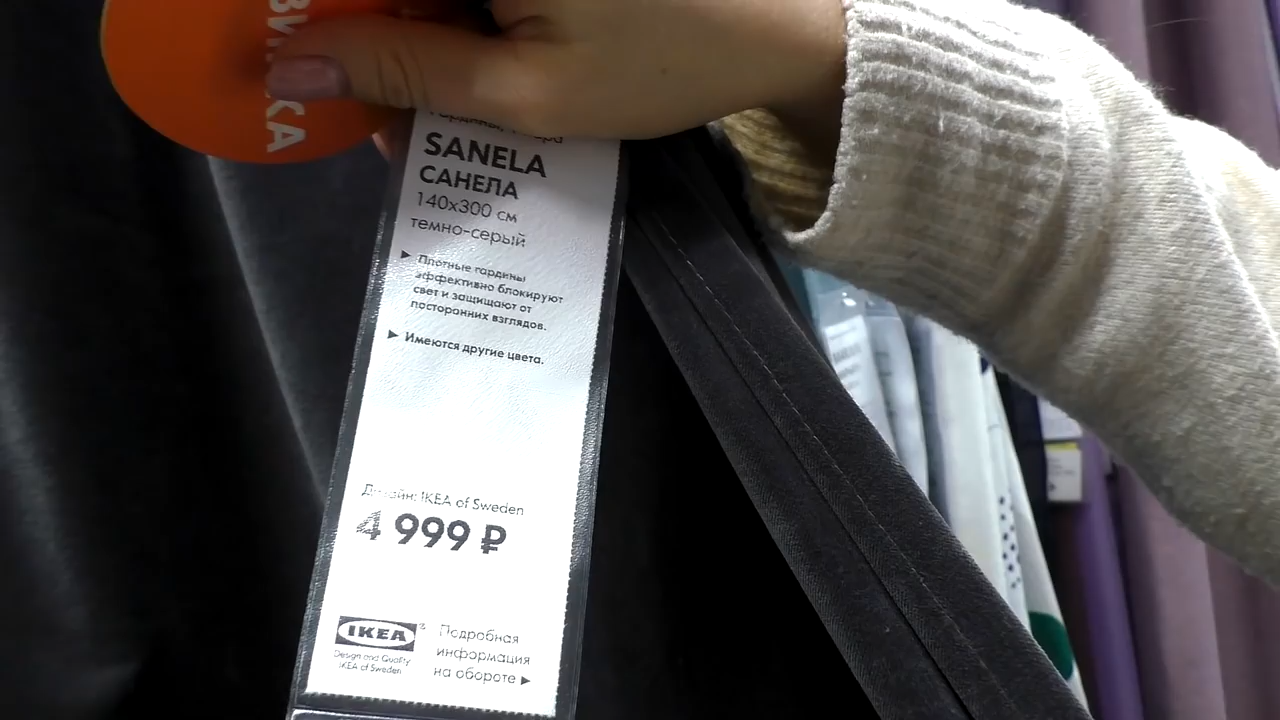 SANELA
САНЕЛА
140x300 см
темно-серый
▶ Плотные гардины
эффективно блокируют
свет и защищают от
посторонних взглядов.
▶ Имеются другие цвета.
Дизайн: IKEA of Sweden
4 999 ₽
IKEA
Design and Quality
IKEA of Sweden
Подробная
информация
на обороте ▶